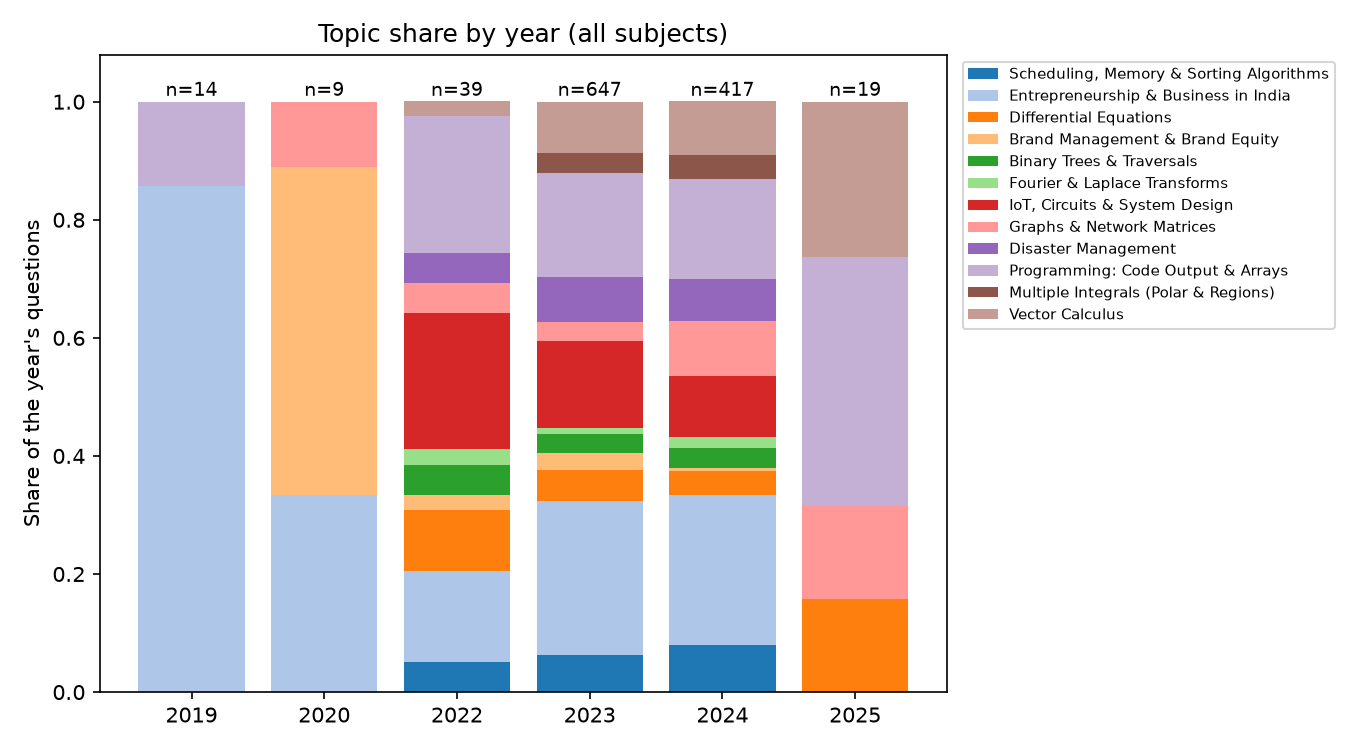 Topic share by year (all subjects)
n=14
n=9
n=39
n=647
n=417
n=19
1.0
0.8
0.6
0.4
0.2
0.0
Share of the year's questions
2019
2020
2022
2023
2024
2025
Scheduling, Memory & Sorting Algorithms
Entrepreneurship & Business in India
Differential Equations
Brand Management & Brand Equity
Binary Trees & Traversals
Fourier & Laplace Transforms
IoT, Circuits & System Design
Graphs & Network Matrices
Disaster Management
Programming: Code Output & Arrays
Multiple Integrals (Polar & Regions)
Vector Calculus